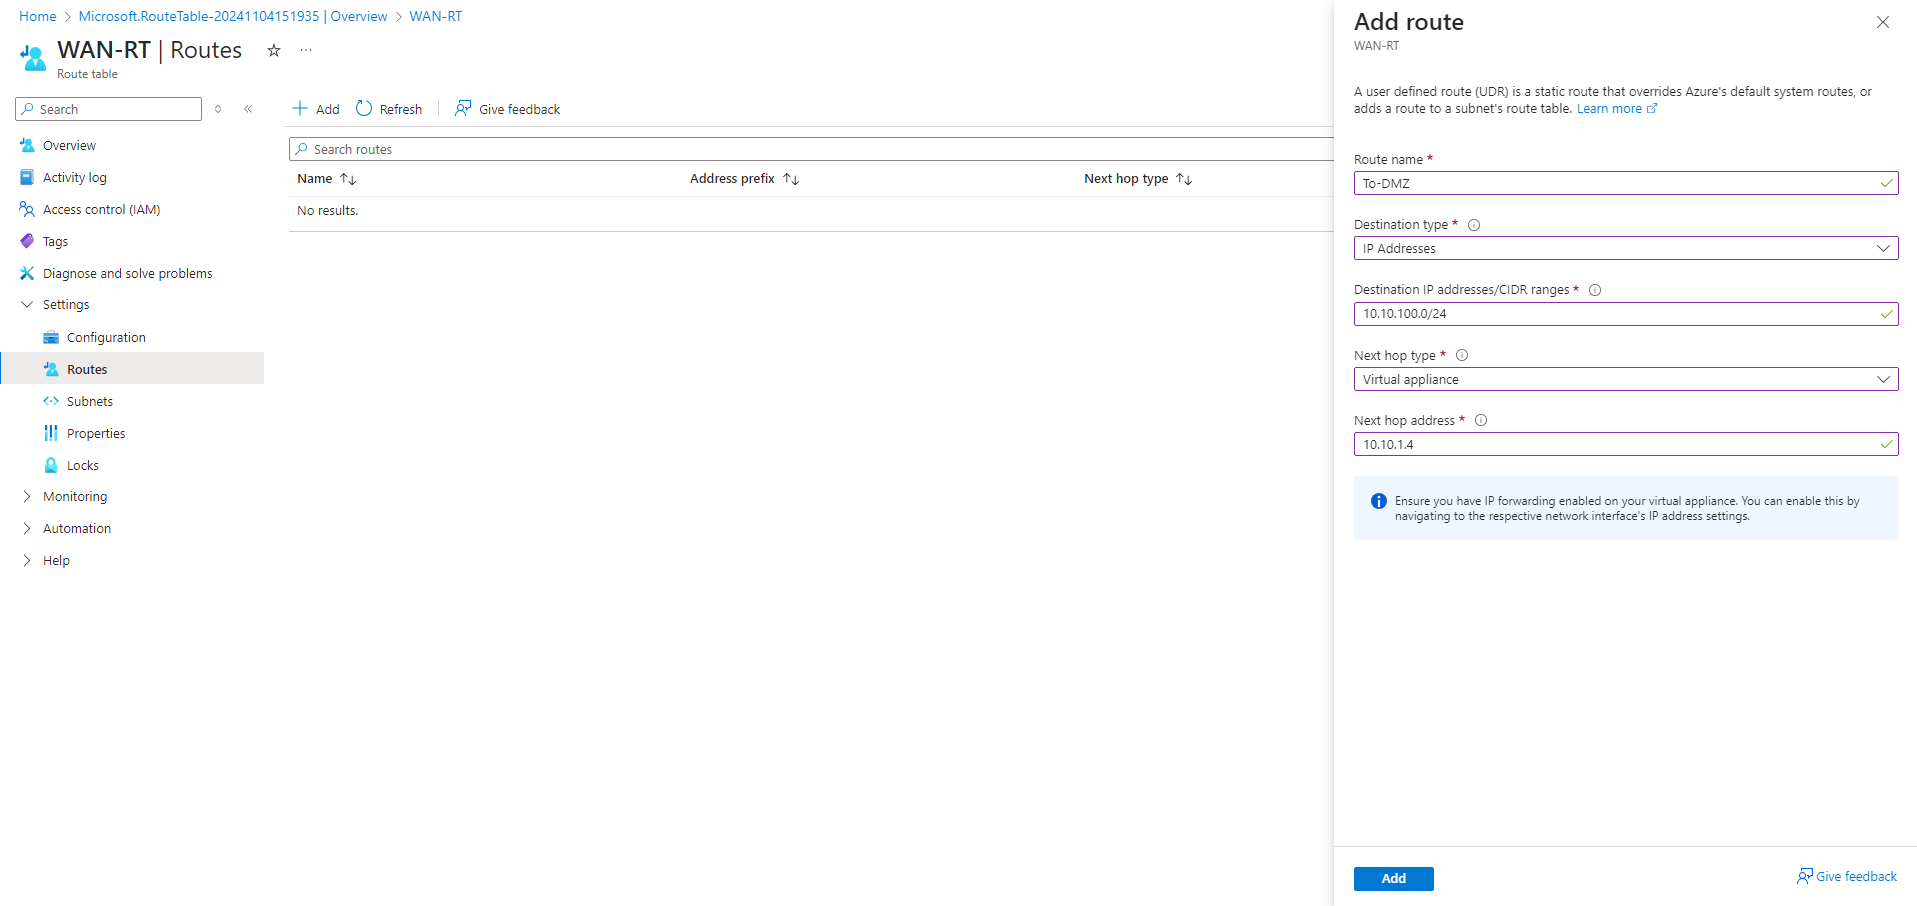 Home > Microsoft.RouteTable-20241104151935 | Overview > WAN-RT
WAN-RT | Routes
Route table
Search
Overview
Activity log
Access control (IAM)
Tags
Diagnose and solve problems
Settings
Configuration
Routes
Subnets
Properties
Locks
Monitoring
Automation
Help
Add Refresh Give feedback
Search routes
Name Address prefix Next hop type
No results.
Add route
WAN-RT
A user defined route (UDR) is a static route that overrides Azure's default system routes, or
adds a route to a subnet's route table. Learn more
Route name *
To-DMZ
Destination type *
IP Addresses
Destination IP addresses/CIDR ranges *
10.10.100.0/24
Next hop type *
Virtual appliance
Next hop address *
10.10.1.4
Ensure you have IP forwarding enabled on your virtual appliance. You can enable this by
navigating to the respective network interface's IP address settings.
Add
Give feedback